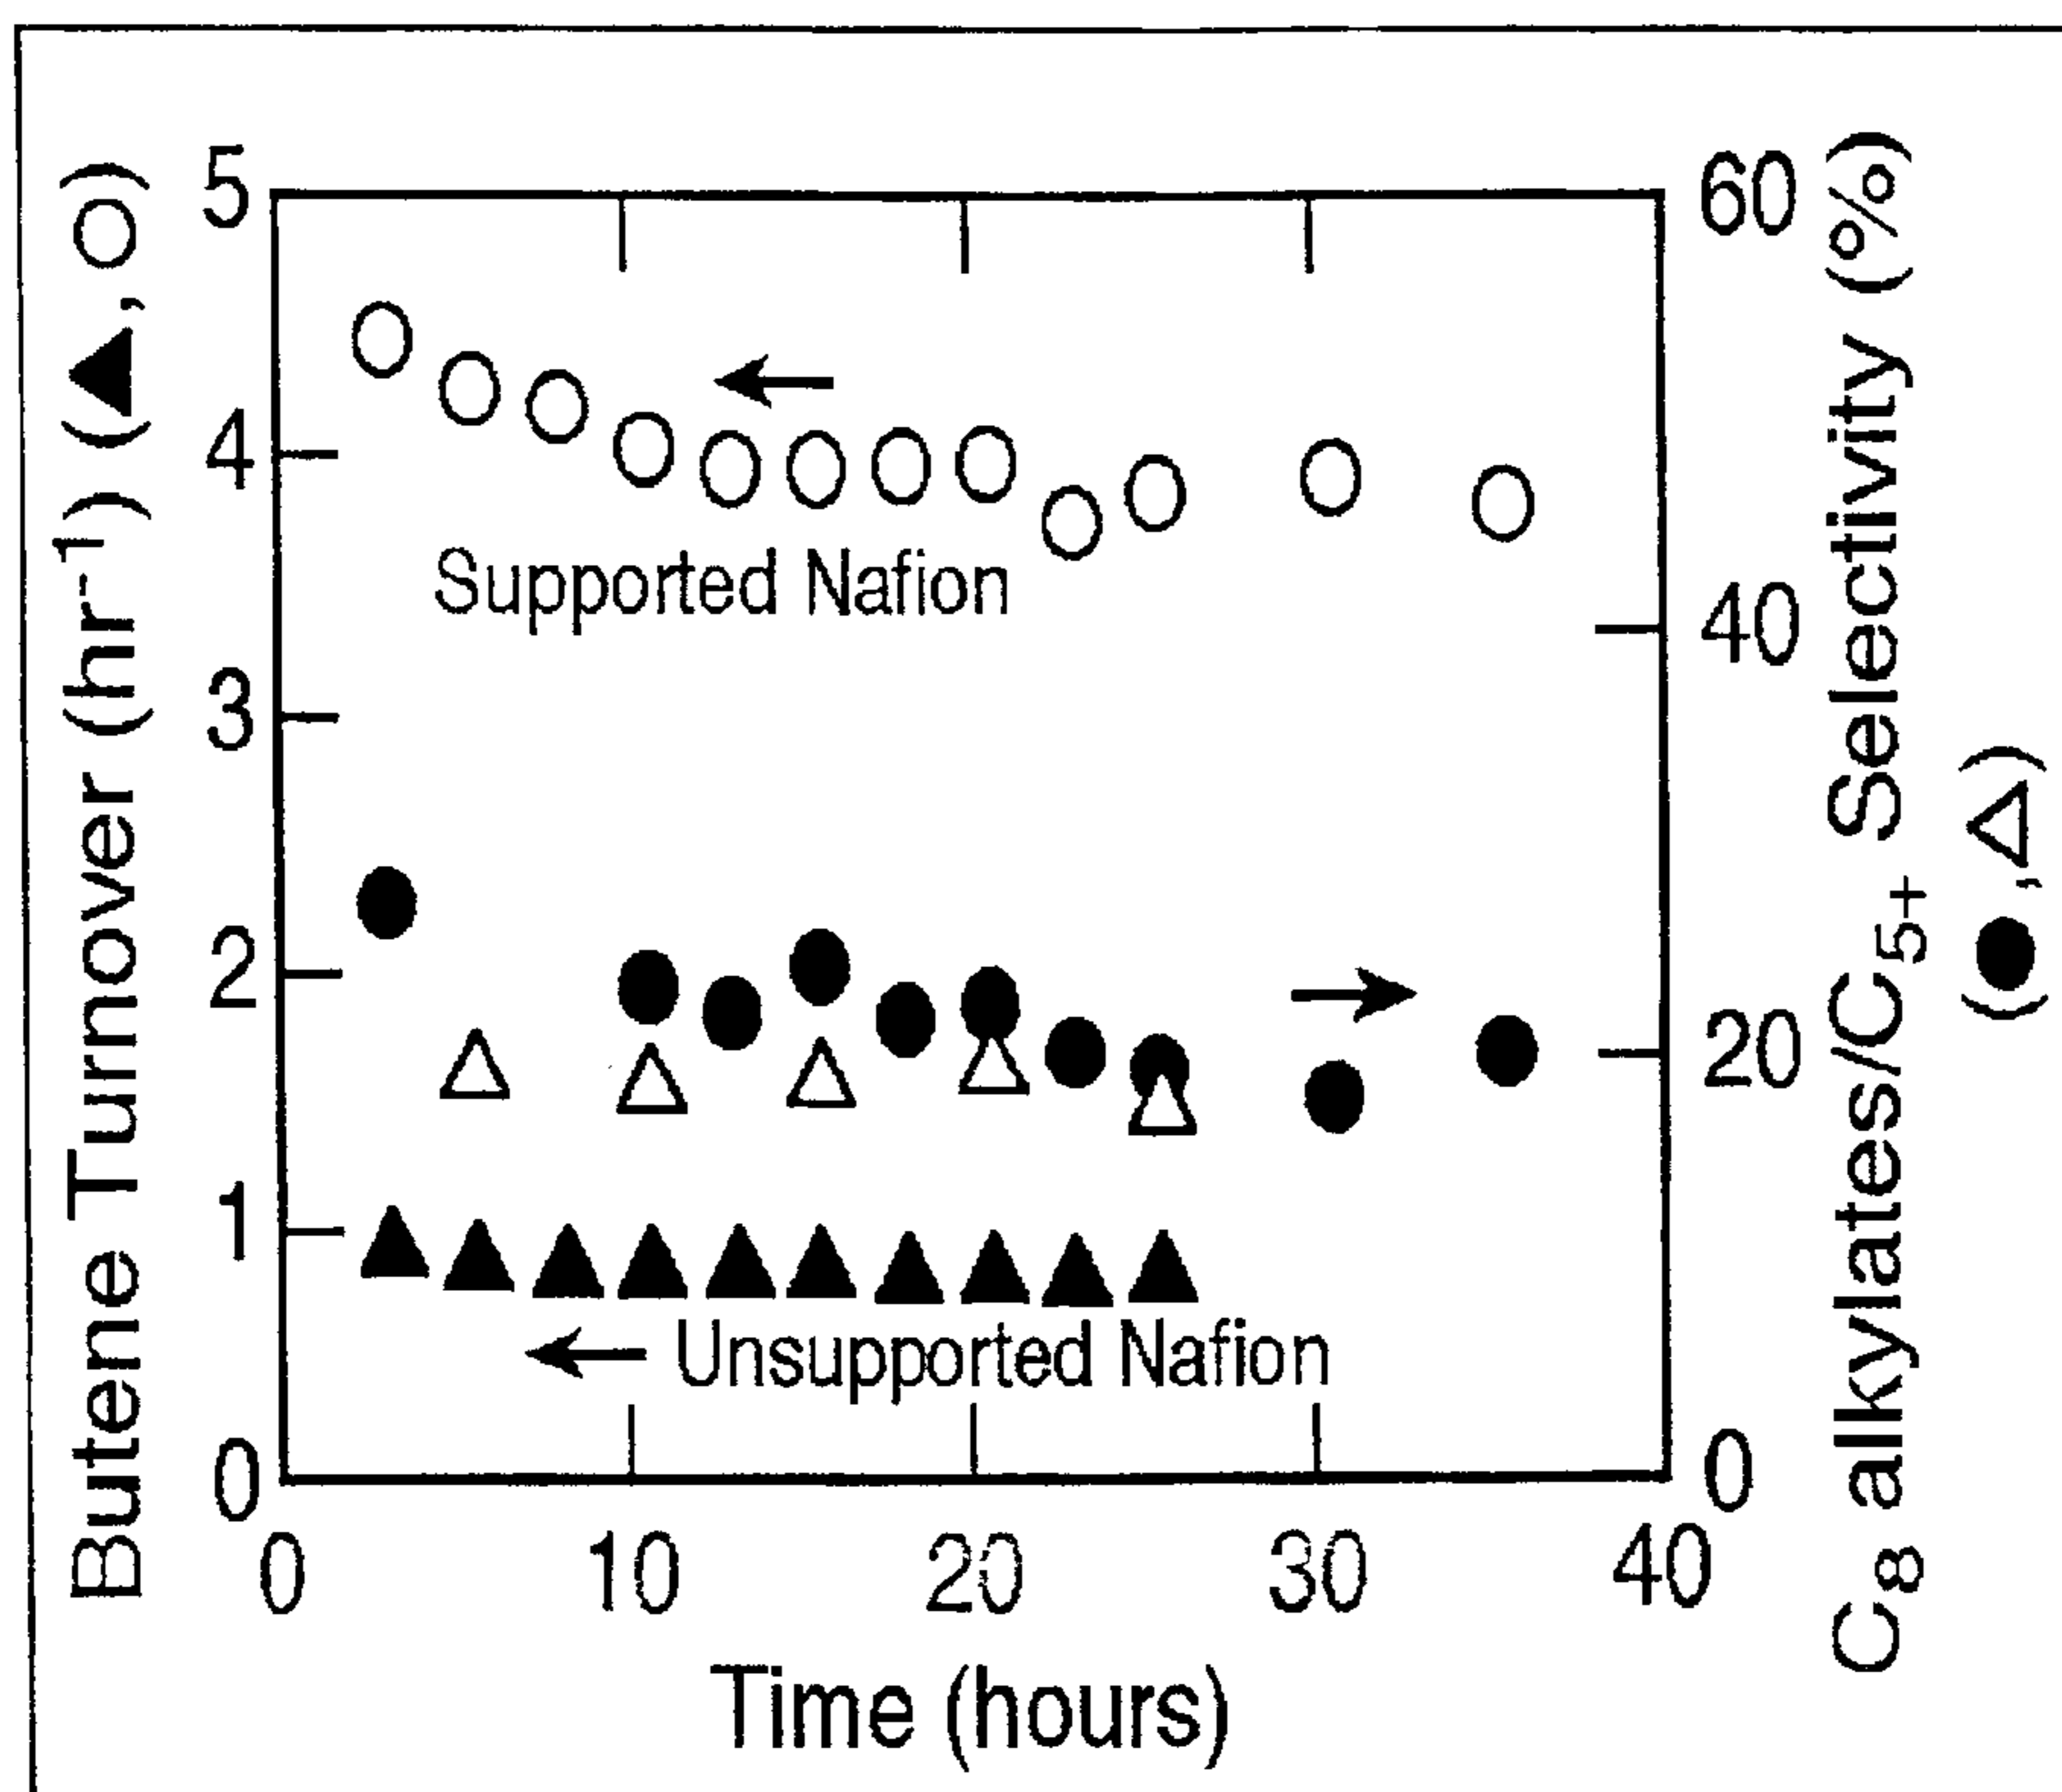 Butene Turnover (hr-1) (▲,○)
5
4
3
2
1
0
Supported Nafion
Unsupported Nafion
0 10 20 30 40
Time (hours)
60
40
20
0
C8 alkylates/C5+ Selectivity (%)
(●,△)